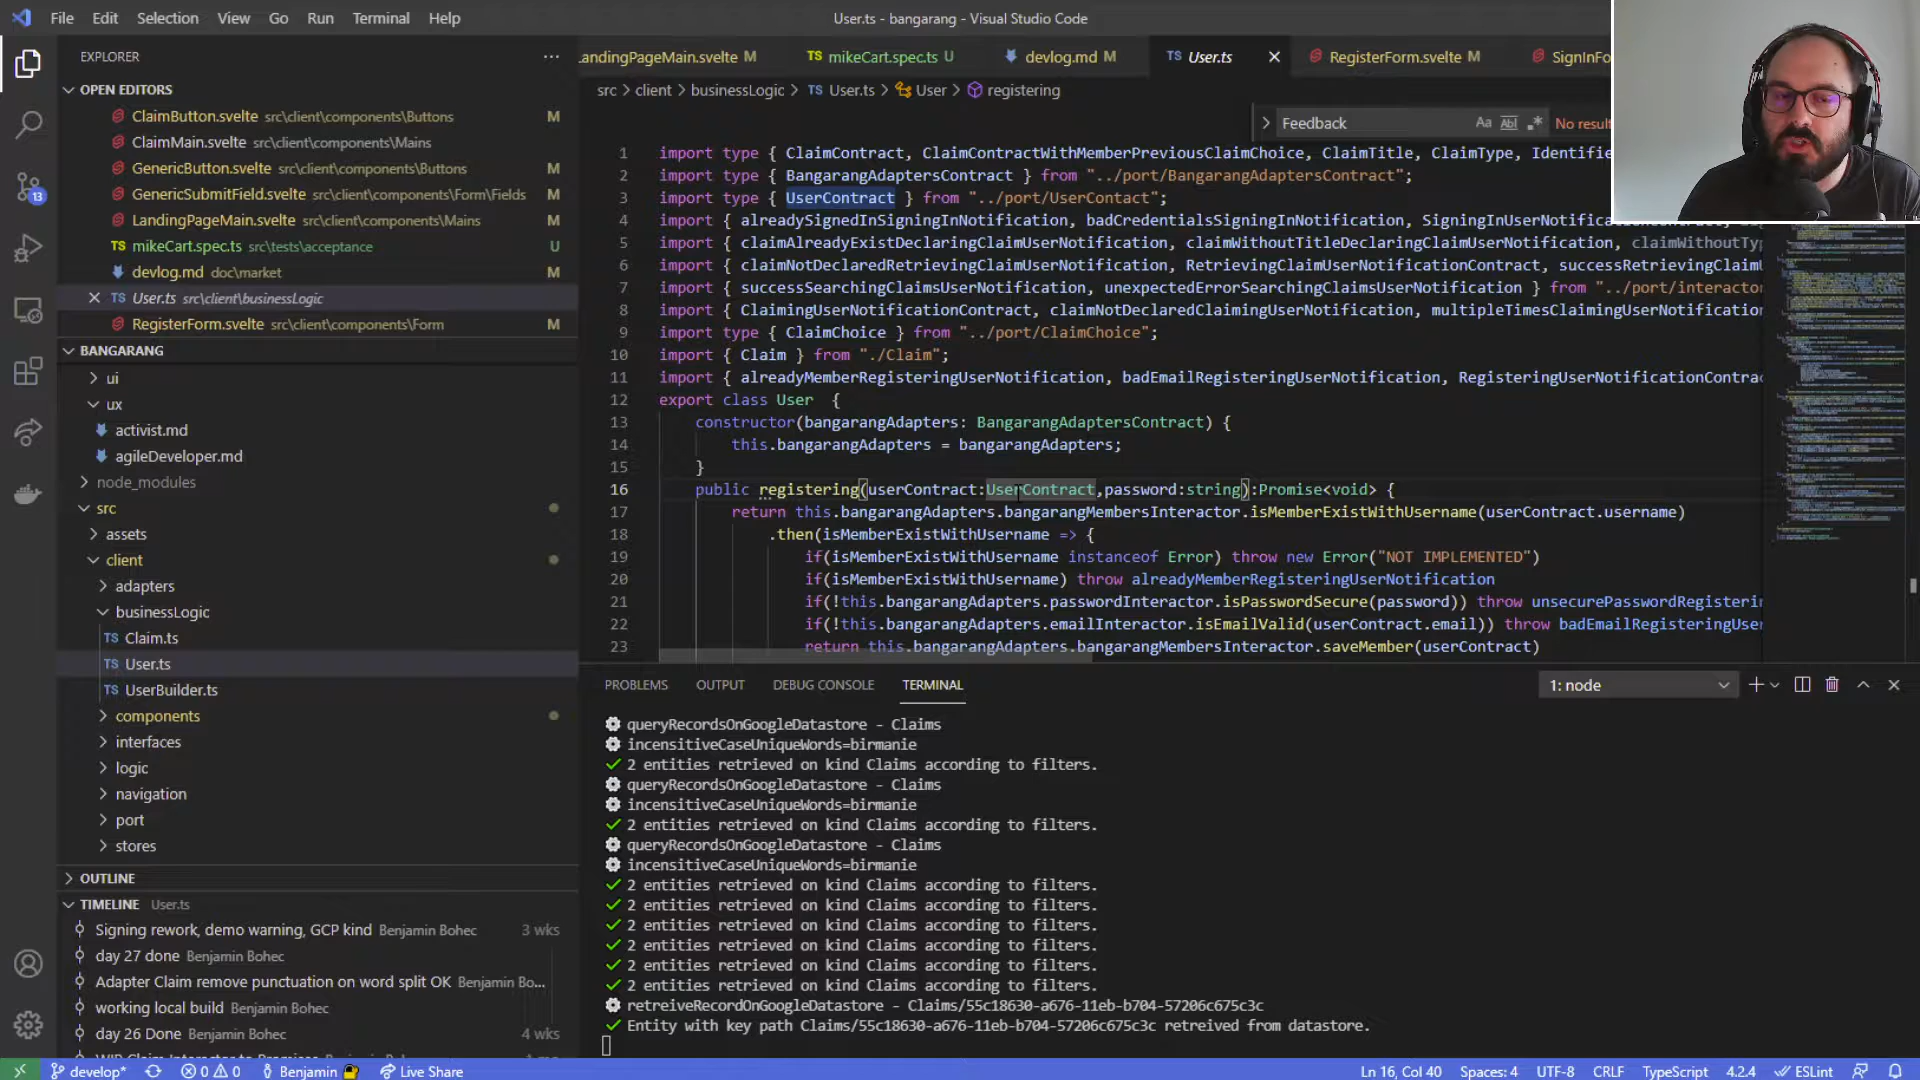 File Edit Selection View Go Run Terminal Help
User.ts - bangarang - Visual Studio Code
EXPLORER
OPEN EDITORS
ClaimButton.svelte src\client\components\Buttons M
ClaimMain.svelte src\client\components\Mains
GenericButton.svelte src\client\components\Buttons M
GenericSubmitField.svelte src\client\components\Form\Fields M
LandingPageMain.svelte src\client\components\Mains M
TS mikeCart.spec.ts src\tests\acceptance U
devlog.md doc\market M
TS User.ts src\client\businessLogic
RegisterForm.svelte src\client\components\Form M
BANGARANG
ui
ux
activist.md
agileDeveloper.md
node_modules
src
assets
client
adapters
businessLogic
TS Claim.ts
TS User.ts
TS UserBuilder.ts
components
interfaces
logic
navigation
port
stores
OUTLINE
TIMELINE User.ts
Signing rework, demo warning, GCP kind Benjamin Bohec 3 wks
day 27 done Benjamin Bohec
Adapter Claim remove punctuation on word split OK Benjamin Bo...
working local build Benjamin Bohec
day 26 Done Benjamin Bohec 4 wks
andingPageMain.svelte M TS mikeCart.spec.ts U devlog.md M TS User.ts RegisterForm.svelte M SignInFo
src > client > businessLogic > TS User.ts > User > registering
Feedback Aa Abl .* No result
1 import type { ClaimContract, ClaimContractWithMemberPreviousClaimChoice, ClaimTitle, ClaimType, Identifie
2 import type { BangarangAdaptersContract } from "../port/BangarangAdaptersContract";
3 import type { UserContract } from "../port/UserContact";
4 import { alreadySignedInSigningInNotification, badCredentialsSigningInNotification, SigningInUserNotifica
5 import { claimAlreadyExistDeclaringClaimUserNotification, claimWithoutTitleDeclaringClaimUserNotification, claimWithoutTyp
6 import { claimNotDeclaredRetrievingClaimUserNotification, RetrievingClaimUserNotificationContract, successRetrievingClaimU
7 import { successSearchingClaimsUserNotification, unexpectedErrorSearchingClaimsUserNotification } from "../port/interactor
8 import { ClaimingUserNotificationContract, claimNotDeclaredClaimingUserNotification, multipleTimesClaimingUserNotification
9 import type { ClaimChoice } from "../port/ClaimChoice";
10 import { Claim } from "./Claim";
11 import { alreadyMemberRegisteringUserNotification, badEmailRegisteringUserNotification, RegisteringUserNotificationContrac
12 export class User {
13 constructor(bangarangAdapters: BangarangAdaptersContract) {
14 this.bangarangAdapters = bangarangAdapters;
15 }
16 public registering(userContract:UserContract,password:string):Promise<void> {
17 return this.bangarangAdapters.bangarangMembersInteractor.isMemberExistWithUsername(userContract.username)
18 .then(isMemberExistWithUsername => {
19 if(isMemberExistWithUsername instanceof Error) throw new Error("NOT IMPLEMENTED")
20 if(isMemberExistWithUsername) throw alreadyMemberRegisteringUserNotification
21 if(!this.bangarangAdapters.passwordInteractor.isPasswordSecure(password)) throw unsecurePasswordRegisterin
22 if(!this.bangarangAdapters.emailInteractor.isEmailValid(userContract.email)) throw badEmailRegisteringUser
23 return this.bangarangAdapters.bangarangMembersInteractor.saveMember(userContract)
PROBLEMS OUTPUT DEBUG CONSOLE TERMINAL 1: node
queryRecordsOnGoogleDatastore - Claims
incensitiveCaseUniqueWords=birmanie
2 entities retrieved on kind Claims according to filters.
queryRecordsOnGoogleDatastore - Claims
incensitiveCaseUniqueWords=birmanie
2 entities retrieved on kind Claims according to filters.
queryRecordsOnGoogleDatastore - Claims
incensitiveCaseUniqueWords=birmanie
2 entities retrieved on kind Claims according to filters.
2 entities retrieved on kind Claims according to filters.
2 entities retrieved on kind Claims according to filters.
2 entities retrieved on kind Claims according to filters.
2 entities retrieved on kind Claims according to filters.
2 entities retrieved on kind Claims according to filters.
retreiveRecordOnGoogleDatastore - Claims/55c18630-a676-11eb-b704-57206c675c3c
Entity with key path Claims/55c18630-a676-11eb-b704-57206c675c3c retreived from datastore.
13
develop* 0 0 Benjamin Live Share Ln 16, Col 40 Spaces: 4 UTF-8 CRLF TypeScript 4.2.4 ESLint